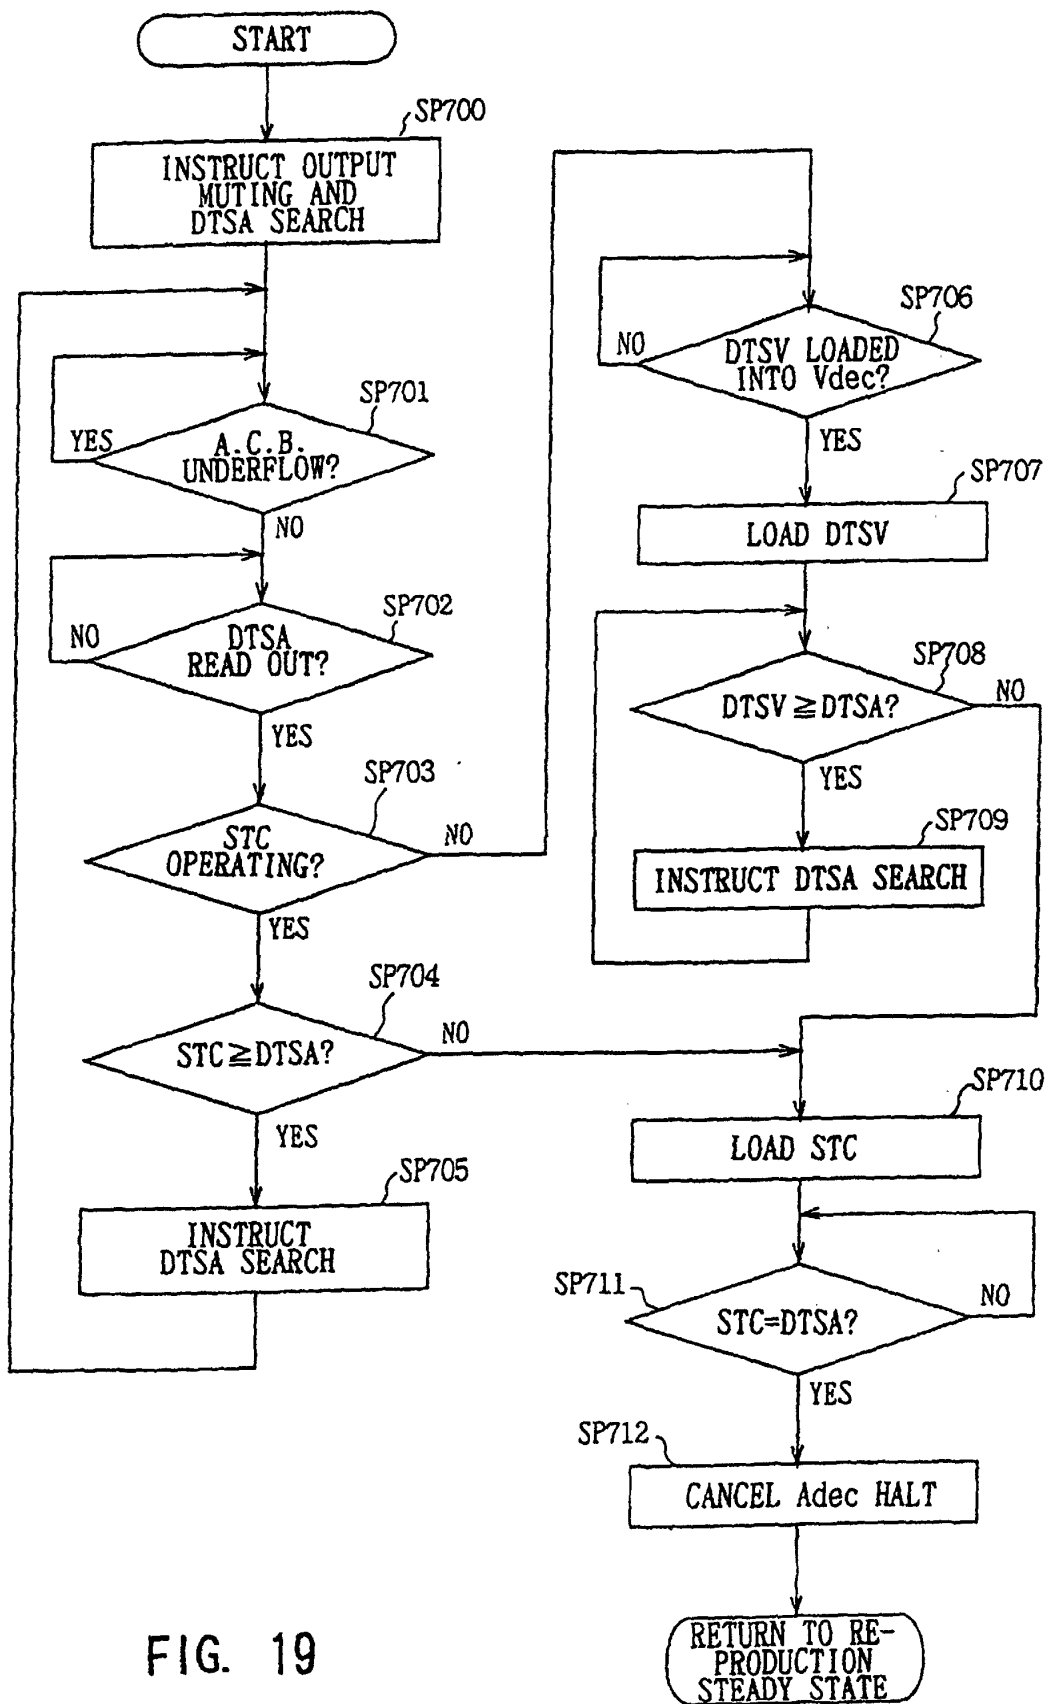 START
SP700
INSTRUCT OUTPUT
MUTING AND
DTSA SEARCH
SP701
YES
A.C.B.
UNDERFLOW?
NO
SP702
NO
DTSA
READ OUT?
YES
SP703
STC
OPERATING?
NO
YES
SP704
STC≧DTSA?
NO
YES
SP705
INSTRUCT
DTSA SEARCH
SP706
NO
DTSV LOADED
INTO Vdec?
YES
SP707
LOAD DTSV
SP708
DTSV≧DTSA?
NO
YES
SP709
INSTRUCT DTSA SEARCH
SP710
LOAD STC
SP711
STC=DTSA?
NO
YES
SP712
CANCEL Adec HALT
RETURN TO RE-
PRODUCTION
STEADY STATE
FIG. 19